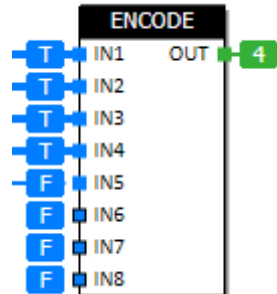 ENCODE
T IN1 OUT 4
T IN2
T IN3
T IN4
F IN5
F IN6
F IN7
F IN8